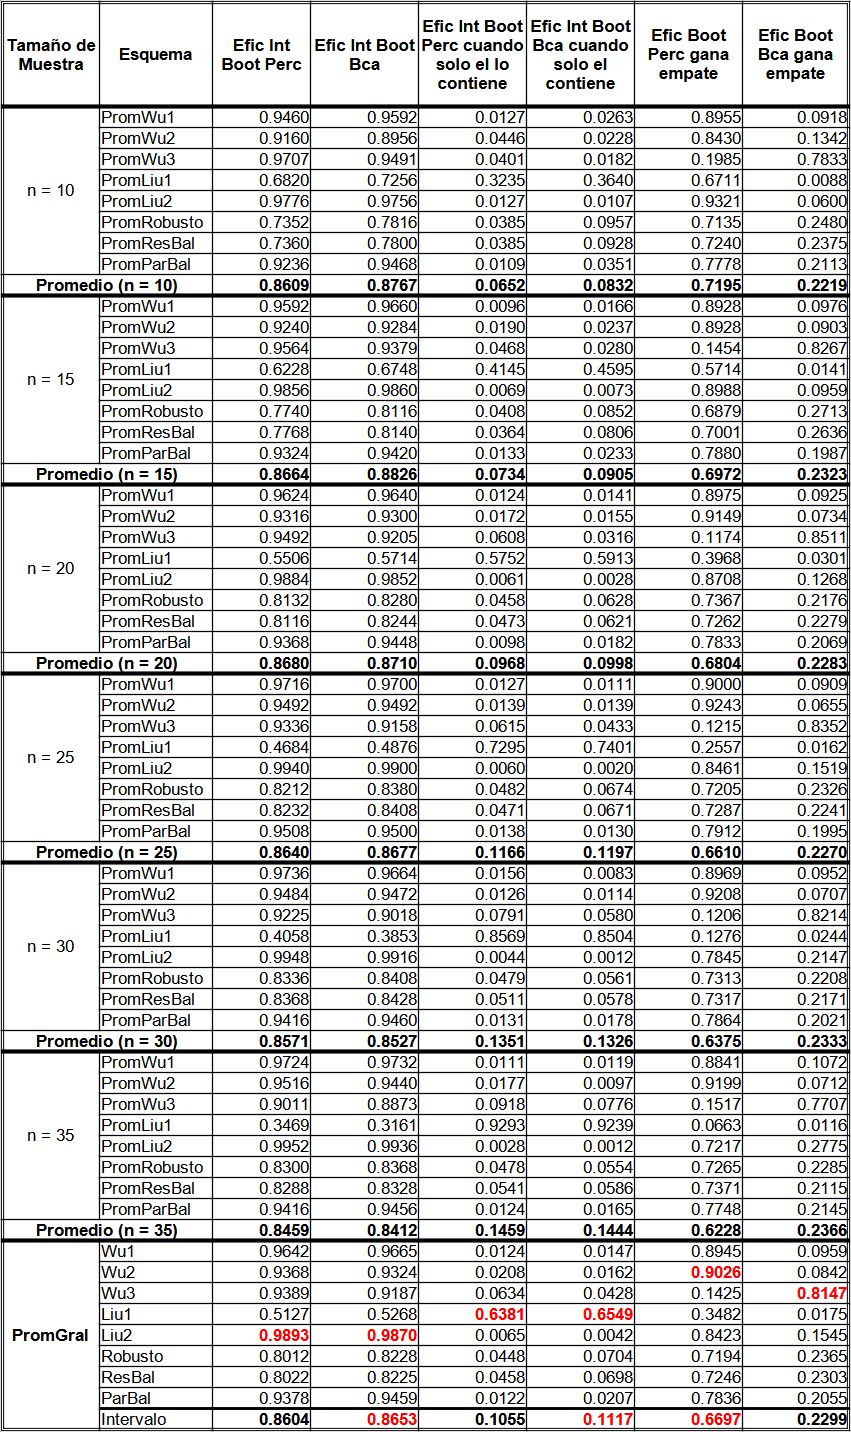 Tamaño de Muestra Esquema Efic Int Boot Perc Efic Int Boot Bca Efic Int Boot Perc cuando solo el lo contiene Efic Int Boot Bca cuando solo el contiene Efic Boot Perc gana empate Efic Boot Bca gana empate
n = 10
PromWu1 0.9460 0.9592 0.0127 0.0263 0.8955 0.0918
PromWu2 0.9160 0.8956 0.0446 0.0228 0.8430 0.1342
PromWu3 0.9707 0.9491 0.0401 0.0182 0.1985 0.7833
PromLiu1 0.6820 0.7256 0.3235 0.3640 0.6711 0.0088
PromLiu2 0.9776 0.9756 0.0127 0.0107 0.9321 0.0600
PromRobusto 0.7352 0.7816 0.0385 0.0957 0.7135 0.2480
PromResBal 0.7360 0.7800 0.0385 0.0928 0.7240 0.2375
PromParBal 0.9236 0.9468 0.0109 0.0351 0.7778 0.2113
Promedio (n = 10) 0.8609 0.8767 0.0652 0.0832 0.7195 0.2219
n = 15
PromWu1 0.9592 0.9660 0.0096 0.0166 0.8928 0.0976
PromWu2 0.9240 0.9284 0.0190 0.0237 0.8928 0.0903
PromWu3 0.9564 0.9379 0.0468 0.0280 0.1454 0.8267
PromLiu1 0.6228 0.6748 0.4145 0.4595 0.5714 0.0141
PromLiu2 0.9856 0.9860 0.0069 0.0073 0.8988 0.0959
PromRobusto 0.7740 0.8116 0.0408 0.0852 0.6879 0.2713
PromResBal 0.7768 0.8140 0.0364 0.0806 0.7001 0.2636
PromParBal 0.9324 0.9420 0.0133 0.0233 0.7880 0.1987
Promedio (n = 15) 0.8664 0.8826 0.0734 0.0905 0.6972 0.2323
n = 20
PromWu1 0.9624 0.9640 0.0124 0.0141 0.8975 0.0925
PromWu2 0.9316 0.9300 0.0172 0.0155 0.9149 0.0734
PromWu3 0.9492 0.9205 0.0608 0.0316 0.1174 0.8511
PromLiu1 0.5506 0.5714 0.5752 0.5913 0.3968 0.0301
PromLiu2 0.9884 0.9852 0.0061 0.0028 0.8708 0.1268
PromRobusto 0.8132 0.8280 0.0458 0.0628 0.7367 0.2176
PromResBal 0.8116 0.8244 0.0473 0.0621 0.7262 0.2279
PromParBal 0.9368 0.9448 0.0098 0.0182 0.7833 0.2069
Promedio (n = 20) 0.8680 0.8710 0.0968 0.0998 0.6804 0.2283
n = 25
PromWu1 0.9716 0.9700 0.0127 0.0111 0.9000 0.0909
PromWu2 0.9492 0.9492 0.0139 0.0139 0.9243 0.0655
PromWu3 0.9336 0.9158 0.0615 0.0433 0.1215 0.8352
PromLiu1 0.4684 0.4876 0.7295 0.7401 0.2557 0.0162
PromLiu2 0.9940 0.9900 0.0060 0.0020 0.8461 0.1519
PromRobusto 0.8212 0.8380 0.0482 0.0674 0.7205 0.2326
PromResBal 0.8232 0.8408 0.0471 0.0671 0.7287 0.2241
PromParBal 0.9508 0.9500 0.0138 0.0130 0.7912 0.1995
Promedio (n = 25) 0.8640 0.8677 0.1166 0.1197 0.6610 0.2270
n = 30
PromWu1 0.9736 0.9664 0.0156 0.0083 0.8969 0.0952
PromWu2 0.9484 0.9472 0.0126 0.0114 0.9208 0.0707
PromWu3 0.9225 0.9018 0.0791 0.0580 0.1206 0.8214
PromLiu1 0.4058 0.3853 0.8569 0.8504 0.1276 0.0244
PromLiu2 0.9948 0.9916 0.0044 0.0012 0.7845 0.2147
PromRobusto 0.8336 0.8408 0.0479 0.0561 0.7313 0.2208
PromResBal 0.8368 0.8428 0.0511 0.0578 0.7317 0.2171
PromParBal 0.9416 0.9460 0.0131 0.0178 0.7864 0.2021
Promedio (n = 30) 0.8571 0.8527 0.1351 0.1326 0.6375 0.2333
n = 35
PromWu1 0.9724 0.9732 0.0111 0.0119 0.8841 0.1072
PromWu2 0.9516 0.9440 0.0177 0.0097 0.9199 0.0712
PromWu3 0.9011 0.8873 0.0918 0.0776 0.1517 0.7707
PromLiu1 0.3469 0.3161 0.9293 0.9239 0.0663 0.0116
PromLiu2 0.9952 0.9936 0.0028 0.0012 0.7217 0.2775
PromRobusto 0.8300 0.8368 0.0478 0.0554 0.7265 0.2285
PromResBal 0.8288 0.8328 0.0541 0.0586 0.7371 0.2115
PromParBal 0.9416 0.9456 0.0124 0.0165 0.7748 0.2145
Promedio (n = 35) 0.8459 0.8412 0.1459 0.1444 0.6228 0.2366
PromGral
Wu1 0.9642 0.9665 0.0124 0.0147 0.8945 0.0959
Wu2 0.9368 0.9324 0.0208 0.0162 0.9026 0.0842
Wu3 0.9389 0.9187 0.0634 0.0428 0.1425 0.8147
Liu1 0.5127 0.5268 0.6381 0.6549 0.3482 0.0175
Liu2 0.9893 0.9870 0.0065 0.0042 0.8423 0.1545
Robusto 0.8012 0.8228 0.0448 0.0704 0.7194 0.2365
ResBal 0.8022 0.8225 0.0458 0.0698 0.7246 0.2303
ParBal 0.9378 0.9459 0.0122 0.0207 0.7836 0.2055
Intervalo 0.8604 0.8653 0.1055 0.1117 0.6697 0.2299